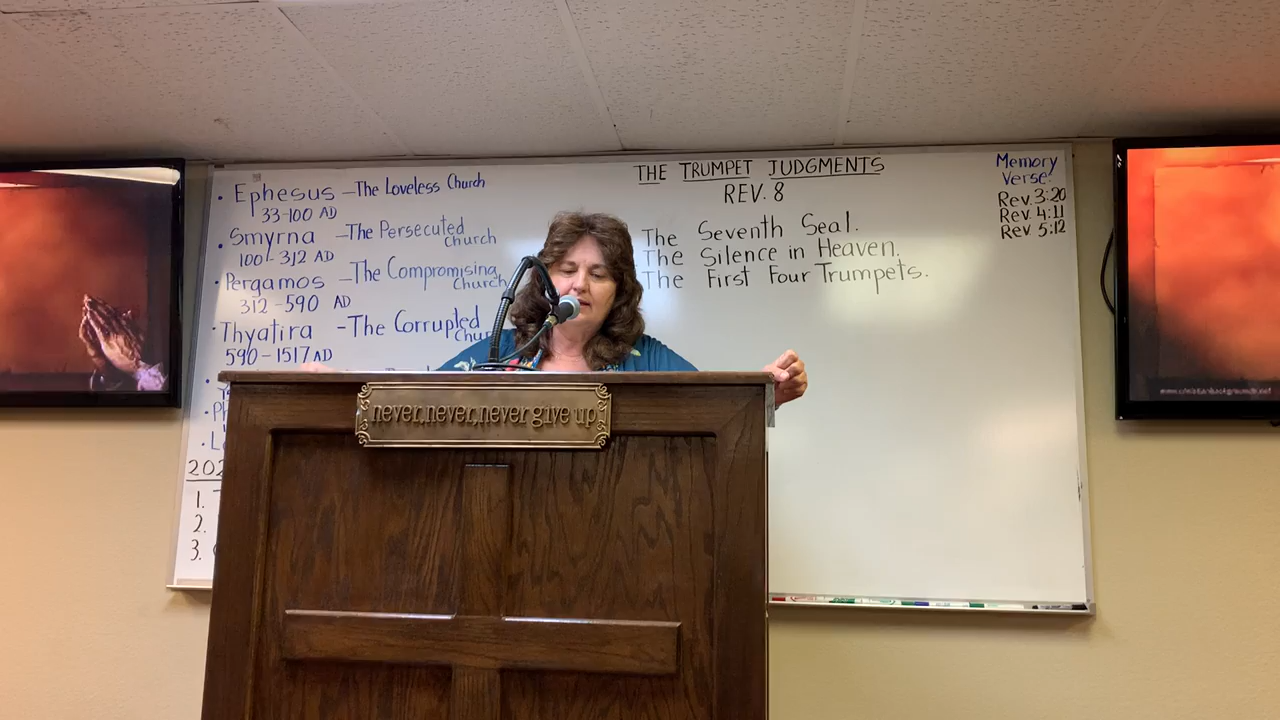 • Ephesus – The Loveless Church
33-100 AD
• Smyrna – The Persecuted church
100 - 312 AD
• Pergamos – The Compromising Church
312 - 590 AD
• Thyatira - The Corrupted
590 - 1517 AD
1.
2.
3.
THE TRUMPET JUDGMENTS
REV. 8
The Seventh Seal.
The Silence in Heaven.
The First Four Trumpets.
Memory
Verse:
Rev. 3:20
Rev. 4:11
Rev 5:12
never, never, never give up